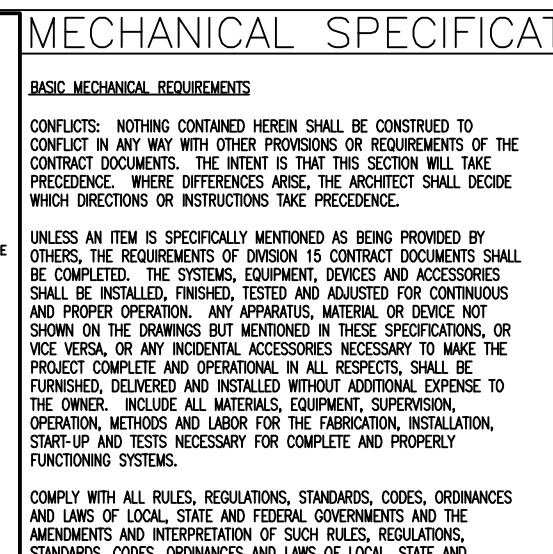 MECHANICAL SPECIFICAT
BASIC MECHANICAL REQUIREMENTS
CONFLICTS: NOTHING CONTAINED HEREIN SHALL BE CONSTRUED TO
CONFLICT IN ANY WAY WITH OTHER PROVISIONS OR REQUIREMENTS OF THE
CONTRACT DOCUMENTS. THE INTENT IS THAT THIS SECTION WILL TAKE
PRECEDENCE. WHERE DIFFERENCES ARISE, THE ARCHITECT SHALL DECIDE
WHICH DIRECTIONS OR INSTRUCTIONS TAKE PRECEDENCE.
E
UNLESS AN ITEM IS SPECIFICALLY MENTIONED AS BEING PROVIDED BY
OTHERS, THE REQUIREMENTS OF DIVISION 15 CONTRACT DOCUMENTS SHALL
BE COMPLETED. THE SYSTEMS, EQUIPMENT, DEVICES AND ACCESSORIES
SHALL BE INSTALLED, FINISHED, TESTED AND ADJUSTED FOR CONTINUOUS
AND PROPER OPERATION. ANY APPARATUS, MATERIAL OR DEVICE NOT
SHOWN ON THE DRAWINGS BUT MENTIONED IN THESE SPECIFICATIONS, OR
VICE VERSA, OR ANY INCIDENTAL ACCESSORIES NECESSARY TO MAKE THE
PROJECT COMPLETE AND OPERATIONAL IN ALL RESPECTS, SHALL BE
FURNISHED, DELIVERED AND INSTALLED WITHOUT ADDITIONAL EXPENSE TO
THE OWNER. INCLUDE ALL MATERIALS, EQUIPMENT, SUPERVISION,
OPERATION, METHODS AND LABOR FOR THE FABRICATION, INSTALLATION,
START-UP AND TESTS NECESSARY FOR COMPLETE AND PROPERLY
FUNCTIONING SYSTEMS.
COMPLY WITH ALL RULES, REGULATIONS, STANDARDS, CODES, ORDINANCES
AND LAWS OF LOCAL, STATE AND FEDERAL GOVERNMENTS AND THE
AMENDMENTS AND INTERPRETATION OF SUCH RULES, REGULATIONS,
STANDARDS, CODES, ORDINANCES AND LAWS OF LOCAL, STATE AND